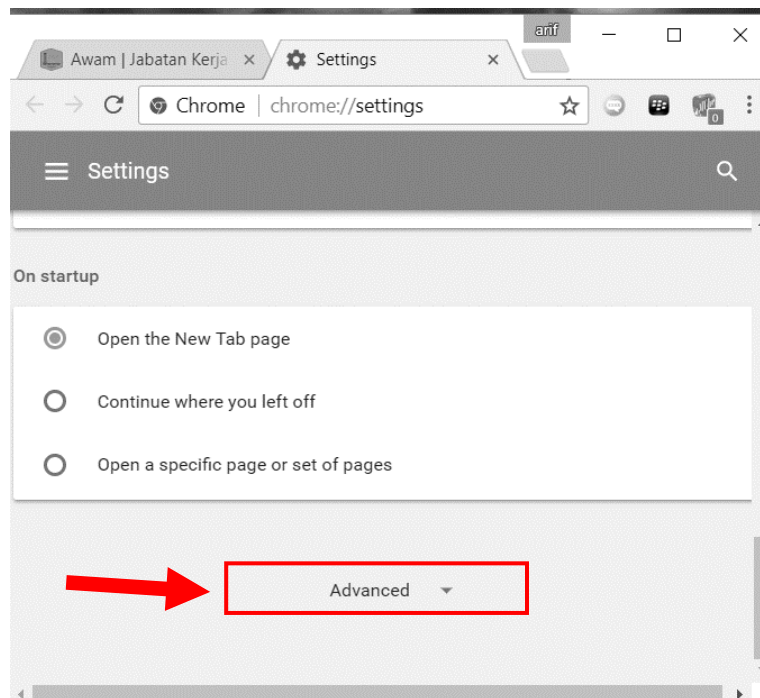 arif
Awam | Jabatan Kerja
Settings
Chrome | chrome://settings
0
Settings
On startup
Open the New Tab page
Continue where you left off
Open a specific page or set of pages
Advanced